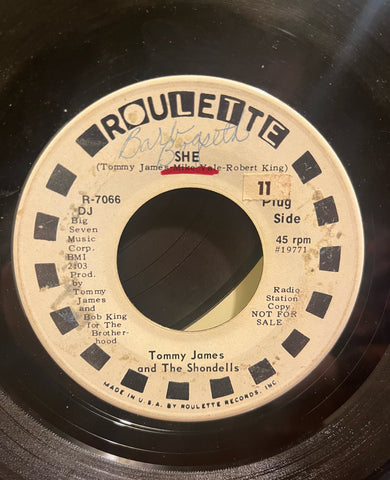 ROULETTE
Barb
SHE
(Tommy James-Mike Vale-Robert King)
11
R-7066
DJ
Big
Seven
Music
Corp.
BMI
2:03
Prod.
by
Tommy
James and
Bob King
for The
Brother-
hood
Plug
Side
45 rpm
#19771
Radio
Station
Copy
NOT FOR
SALE
Tommy James
and The Shondells
MADE IN U.S.A. BY ROULETTE RECORDS, INC.